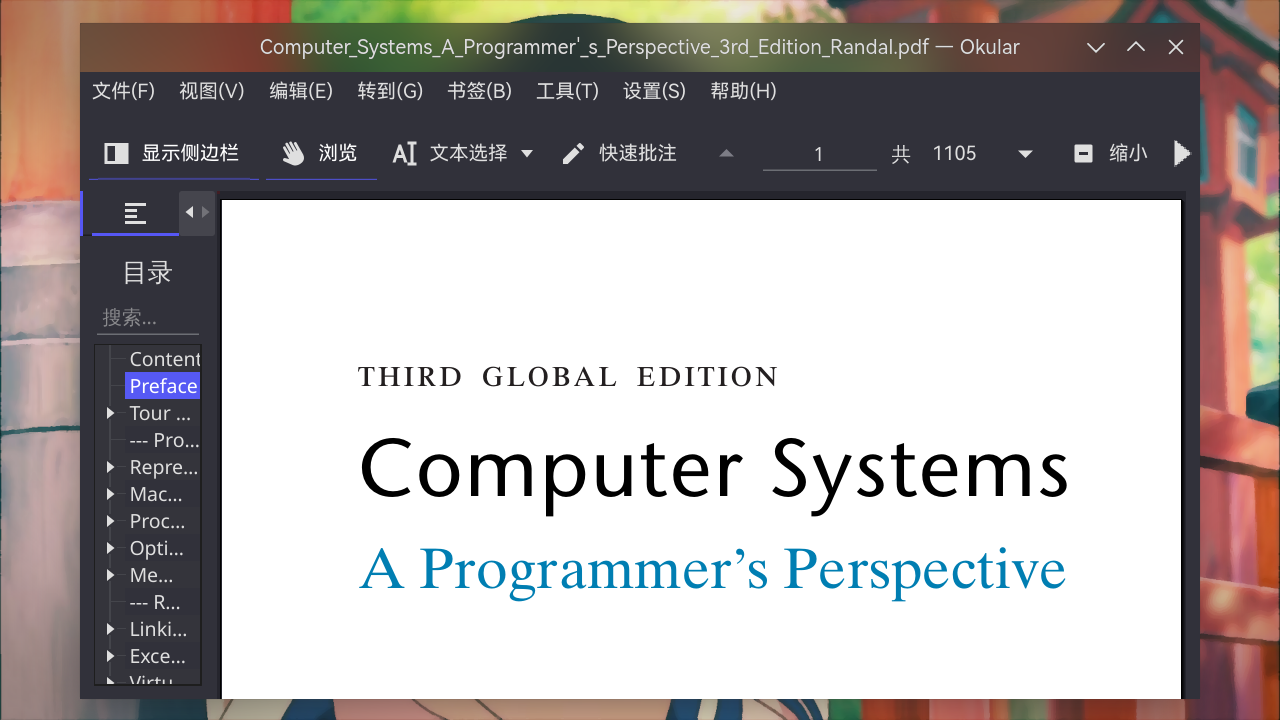 Computer_Systems_A_Programmer'_s_Perspective_3rd_Edition_Randal.pdf — Okular
文件(F) 视图(V) 编辑(E) 转到(G) 书签(B) 工具(T) 设置(S) 帮助(H)
显示侧边栏 浏览 文本选择 快速批注 1 共 1105 缩小
目录
搜索...
Content
Preface
Tour ...
--- Pro...
Repre...
Mac...
Proc...
Opti...
Me...
--- R...
Linki...
Exce...
Virtu...
THIRD GLOBAL EDITION
Computer Systems
A Programmer’s Perspective